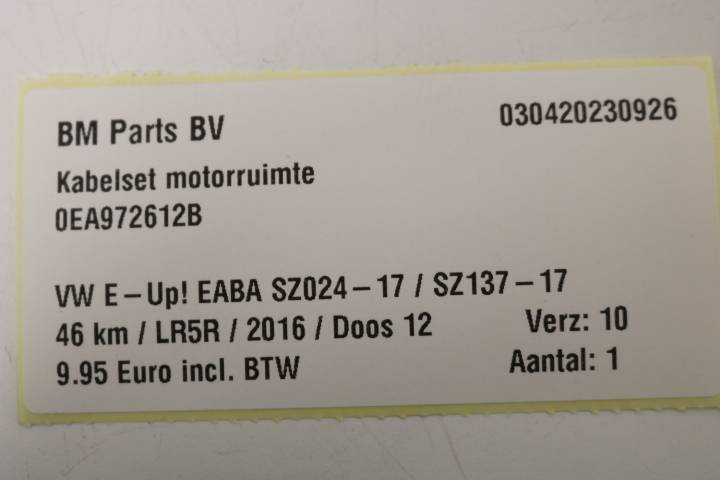 BM Parts BV 030420230926
Kabelset motorruimte
0EA972612B
VW E-Up! EABA SZ024-17 / SZ137-17
46 km / LR5R / 2016 / Doos 12 Verz: 10
9.95 Euro incl. BTW Aantal: 1